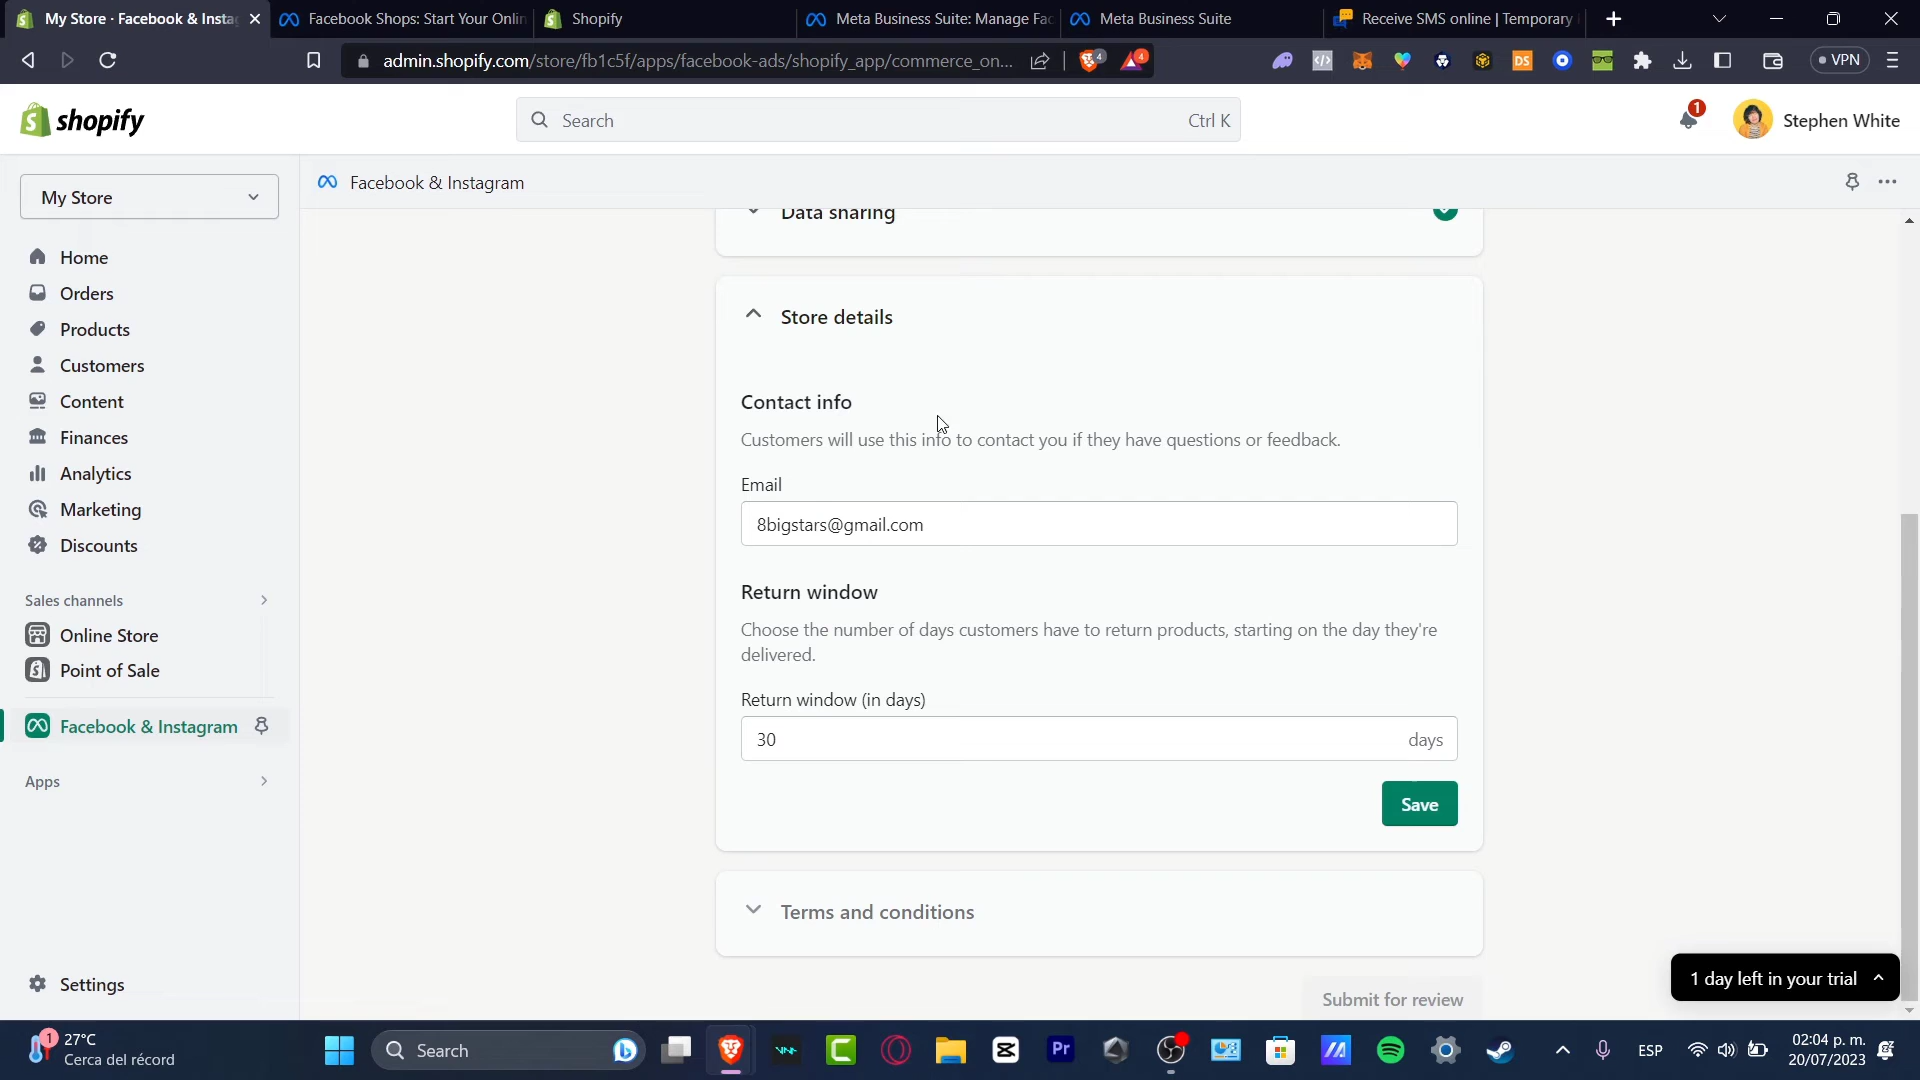 My Store · Facebook & Insta
Facebook Shops: Start Your Onlin
Shopify
Meta Business Suite: Manage Fac
Meta Business Suite
Receive SMS online | Temporary
admin.shopify.com/store/fb1c5f/apps/facebook-ads/shopify_app/commerce_on...
4
4
DS
VPN
shopify
Search
Ctrl K
1
Stephen White
My Store
Facebook & Instagram
Home
Orders
Products
Customers
Content
Finances
Analytics
Marketing
Discounts
Sales channels
Online Store
Point of Sale
Facebook & Instagram
Apps
Settings
Data sharing
Store details
Contact info
Customers will use this info to contact you if they have questions or feedback.
Email
8bigstars@gmail.com
Return window
Choose the number of days customers have to return products, starting on the day they're
delivered.
Return window (in days)
30
days
Save
Terms and conditions
Submit for review
1 day left in your trial
1
27°C
Cerca del récord
Search
Pr
ESP
02:04 p. m.
20/07/2023